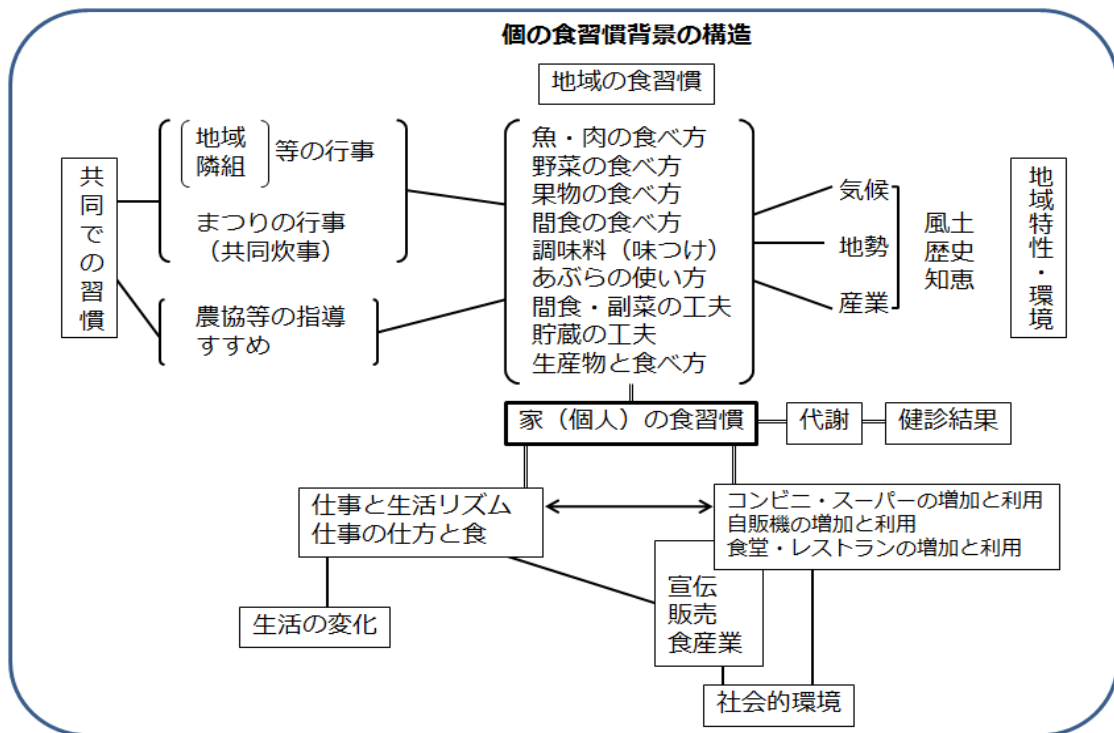 個の食習慣背景の構造
地域の食習慣
共同での習慣
地域
隣組
等の行事
まつりの行事
（共同炊事）
農協等の指導
すすめ
魚・肉の食べ方
野菜の食べ方
果物の食べ方
間食の食べ方
調味料（味つけ）
あぶらの使い方
間食・副菜の工夫
貯蔵の工夫
生産物と食べ方
気候
地勢
産業
風土
歴史
知恵
地域特性・環境
家（個人）の食習慣
代謝
健診結果
仕事と生活リズム
仕事の仕方と食
コンビニ・スーパーの増加と利用
自販機の増加と利用
食堂・レストランの増加と利用
宣伝
販売
食産業
生活の変化
社会的環境